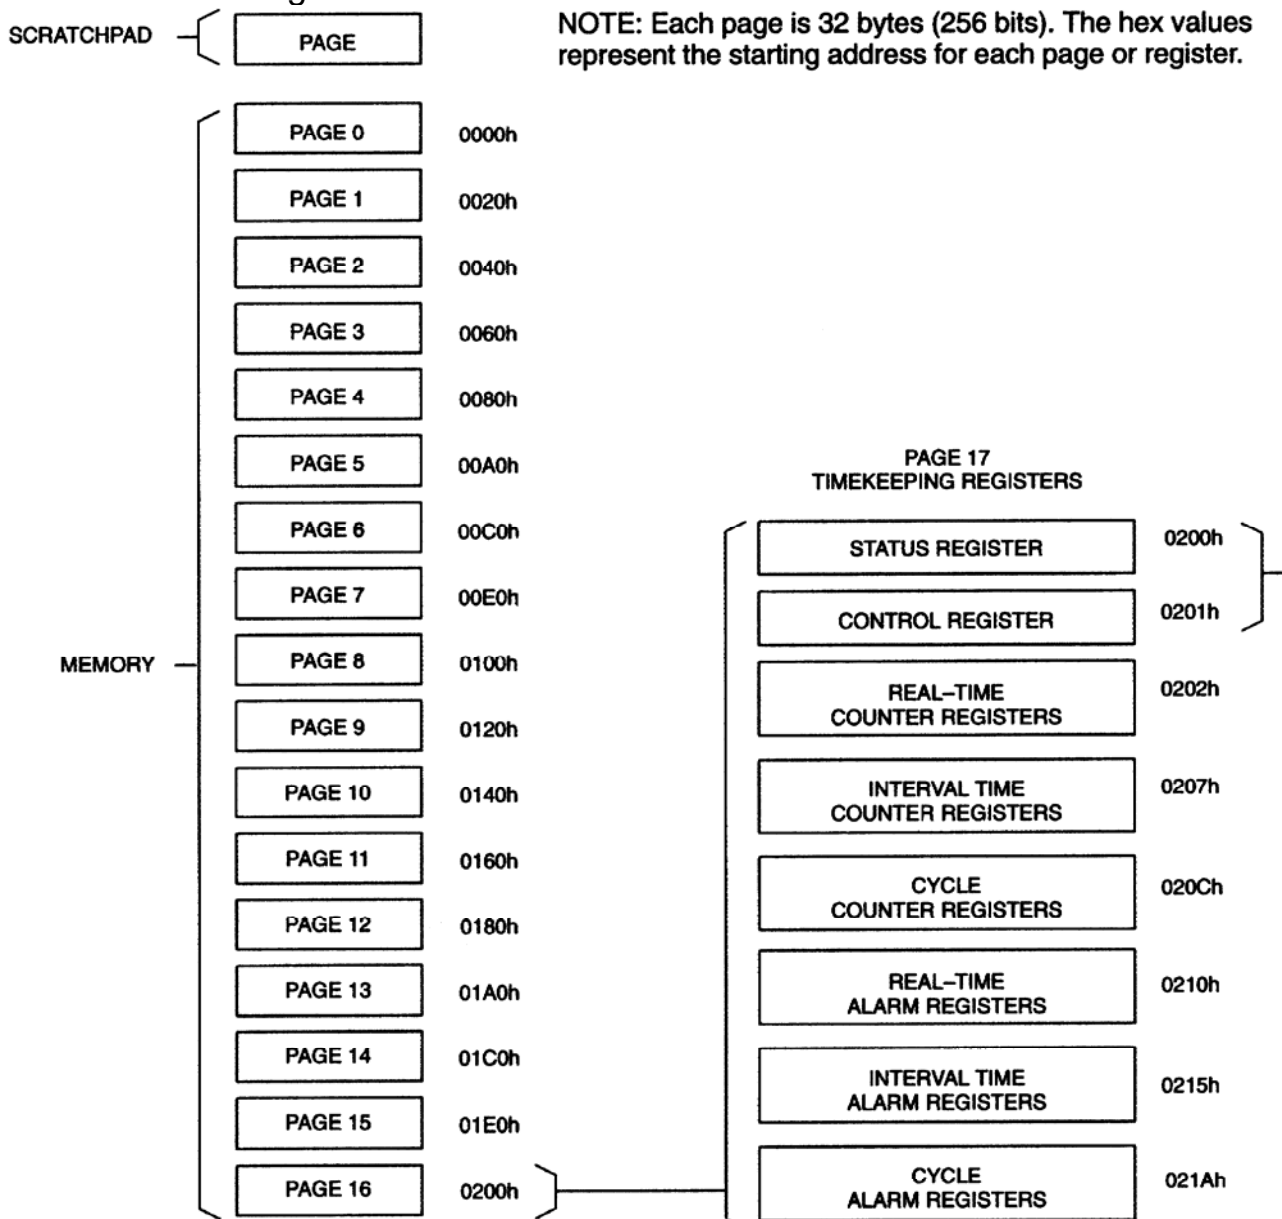 SCRATCHPAD
PAGE
NOTE: Each page is 32 bytes (256 bits). The hex values
represent the starting address for each page or register.
MEMORY
PAGE 0 0000h
PAGE 1 0020h
PAGE 2 0040h
PAGE 3 0060h
PAGE 4 0080h
PAGE 5 00A0h
PAGE 6 00C0h
PAGE 7 00E0h
PAGE 8 0100h
PAGE 9 0120h
PAGE 10 0140h
PAGE 11 0160h
PAGE 12 0180h
PAGE 13 01A0h
PAGE 14 01C0h
PAGE 15 01E0h
PAGE 16 0200h
PAGE 17
TIMEKEEPING REGISTERS
STATUS REGISTER 0200h
CONTROL REGISTER 0201h
REAL–TIME 0202h
COUNTER REGISTERS
INTERVAL TIME 0207h
COUNTER REGISTERS
CYCLE 020Ch
COUNTER REGISTERS
REAL–TIME 0210h
ALARM REGISTERS
INTERVAL TIME 0215h
ALARM REGISTERS
CYCLE 021Ah
ALARM REGISTERS